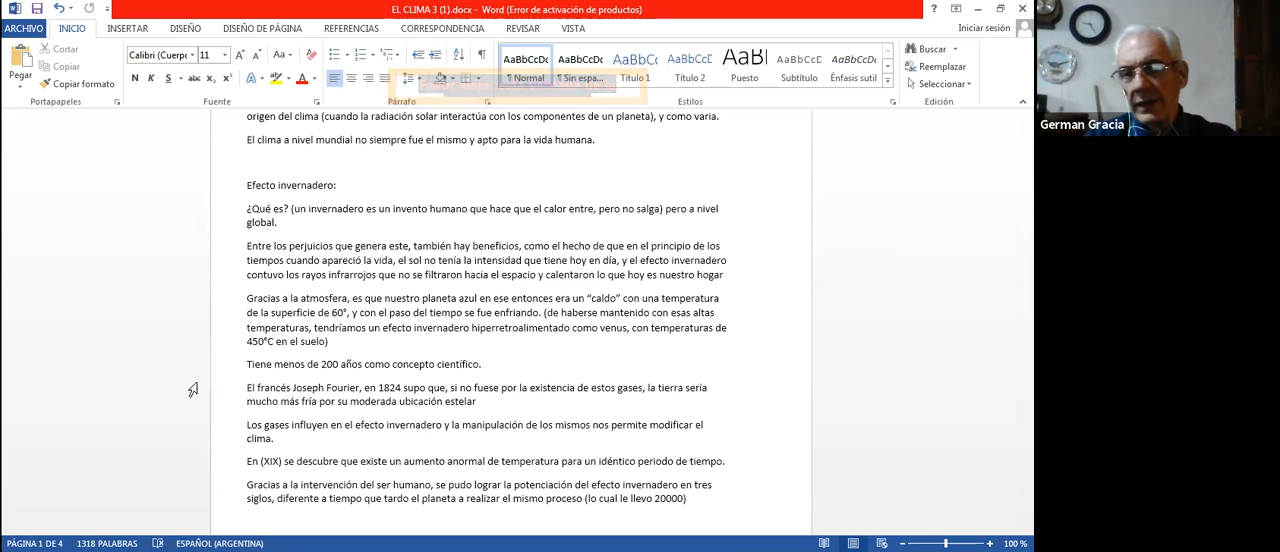 EL CLIMA 3 (1).docx - Word (Error de activación de productos)
ARCHIVO INICIO INSERTAR DISEÑO DISEÑO DE PÁGINA REFERENCIAS CORRESPONDENCIA REVISAR VISTA Iniciar sesión
Cortar
Copiar
Copiar formato
Pegar
Portapapeles
Calibri (Cuerpo 11
Fuente
Párrafo
AaBbCcDc AaBbCcDc AaBbCc AaBbCcD AaB AaBbCcD AaBbCcDa
¶ Normal ¶ Sin espa... Título 1 Título 2 Puesto Subtítulo Énfasis sutil
Estilos
Buscar
Reemplazar
Seleccionar
Edición
German Gracia
origen del clima (cuando la radiación solar interactúa con los componentes de un planeta), y como varia.
El clima a nivel mundial no siempre fue el mismo y apto para la vida humana.
Efecto invernadero:
¿Qué es? (un invernadero es un invento humano que hace que el calor entre, pero no salga) pero a nivel
global.
Entre los perjuicios que genera este, también hay beneficios, como el hecho de que en el principio de los
tiempos cuando apareció la vida, el sol no tenía la intensidad que tiene hoy en día, y el efecto invernadero
contuvo los rayos infrarrojos que no se filtraron hacia el espacio y calentaron lo que hoy es nuestro hogar
Gracias a la atmosfera, es que nuestro planeta azul en ese entonces era un “caldo” con una temperatura
de la superficie de 60°, y con el paso del tiempo se fue enfriando. (de haberse mantenido con esas altas
temperaturas, tendríamos un efecto invernadero hiperretroalimentado como venus, con temperaturas de
450°C en el suelo)
Tiene menos de 200 años como concepto científico.
El francés Joseph Fourier, en 1824 supo que, si no fuese por la existencia de estos gases, la tierra sería
mucho más fría por su moderada ubicación estelar
Los gases influyen en el efecto invernadero y la manipulación de los mismos nos permite modificar el
clima.
En (XIX) se descubre que existe un aumento anormal de temperatura para un idéntico periodo de tiempo.
Gracias a la intervención del ser humano, se pudo lograr la potenciación del efecto invernadero en tres
siglos, diferente a tiempo que tardo el planeta a realizar el mismo proceso (lo cual le llevo 20000)
PÁGINA 1 DE 4 1318 PALABRAS ESPAÑOL (ARGENTINA) 100 %